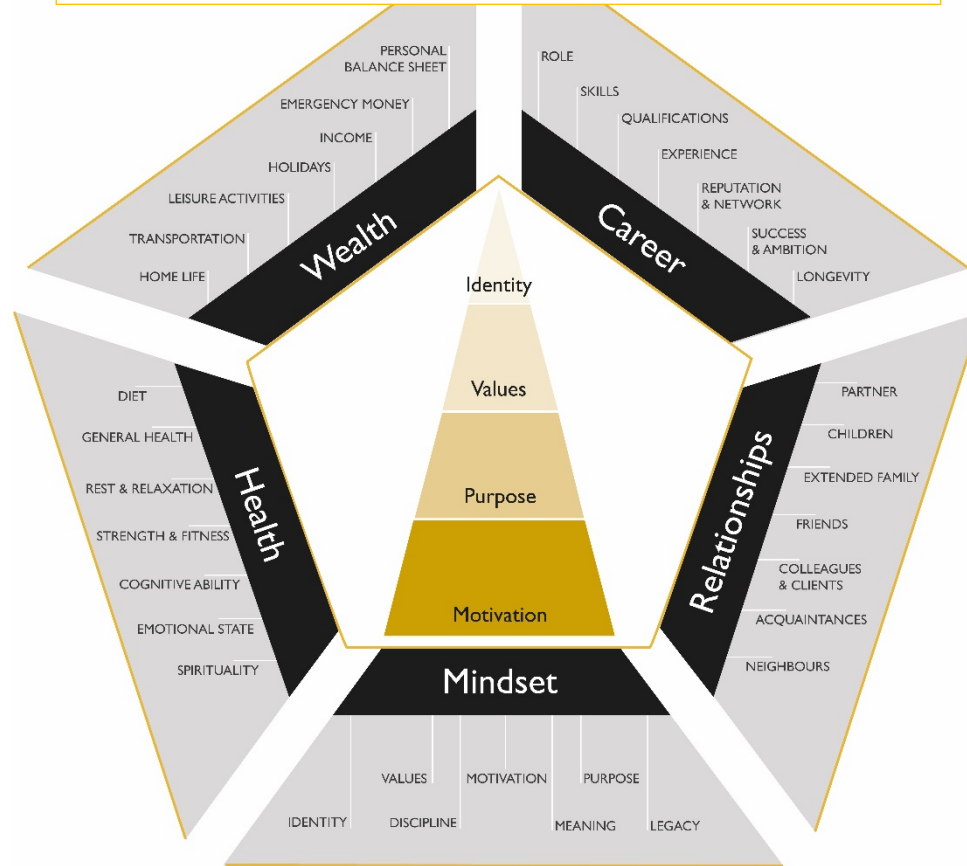 PERSONAL
BALANCE SHEET
EMERGENCY MONEY
INCOME
HOLIDAYS
LEISURE ACTIVITIES
TRANSPORTATION
HOME LIFE
Wealth
ROLE
SKILLS
QUALIFICATIONS
EXPERIENCE
REPUTATION
& NETWORK
SUCCESS
& AMBITION
LONGEVITY
Career
Identity
Values
Purpose
Motivation
DIET
GENERAL HEALTH
REST & RELAXATION
STRENGTH & FITNESS
COGNITIVE ABILITY
EMOTIONAL STATE
SPIRITUALITY
Health
PARTNER
CHILDREN
EXTENDED FAMILY
FRIENDS
COLLEAGUES
& CLIENTS
ACQUAINTANCES
NEIGHBOURS
Relationships
Mindset
VALUES
MOTIVATION
PURPOSE
IDENTITY
DISCIPLINE
MEANING
LEGACY